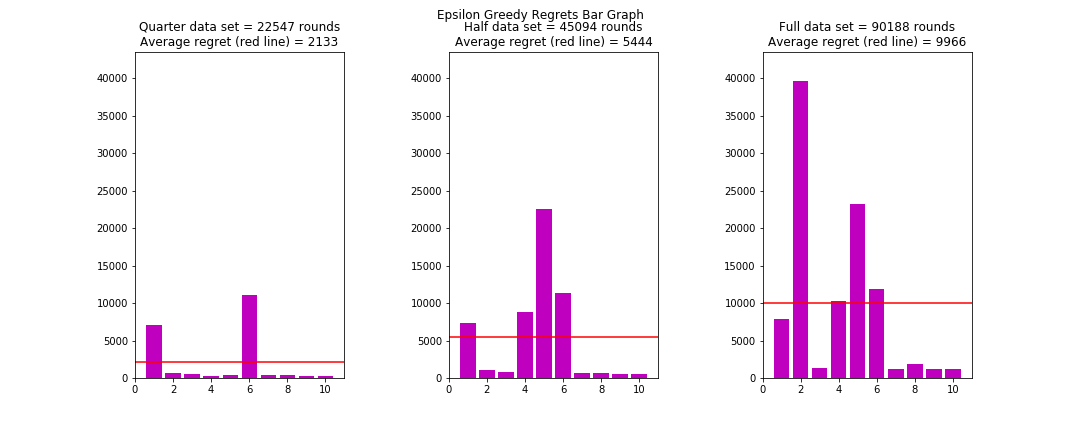 Epsilon Greedy Regrets Bar Graph
Quarter data set = 22547 rounds
Average regret (red line) = 2133
40000
35000
30000
25000
20000
15000
10000
5000
0
0 2 4 6 8 10
Half data set = 45094 rounds
Average regret (red line) = 5444
40000
35000
30000
25000
20000
15000
10000
5000
0
0 2 4 6 8 10
Full data set = 90188 rounds
Average regret (red line) = 9966
40000
35000
30000
25000
20000
15000
10000
5000
0
0 2 4 6 8 10